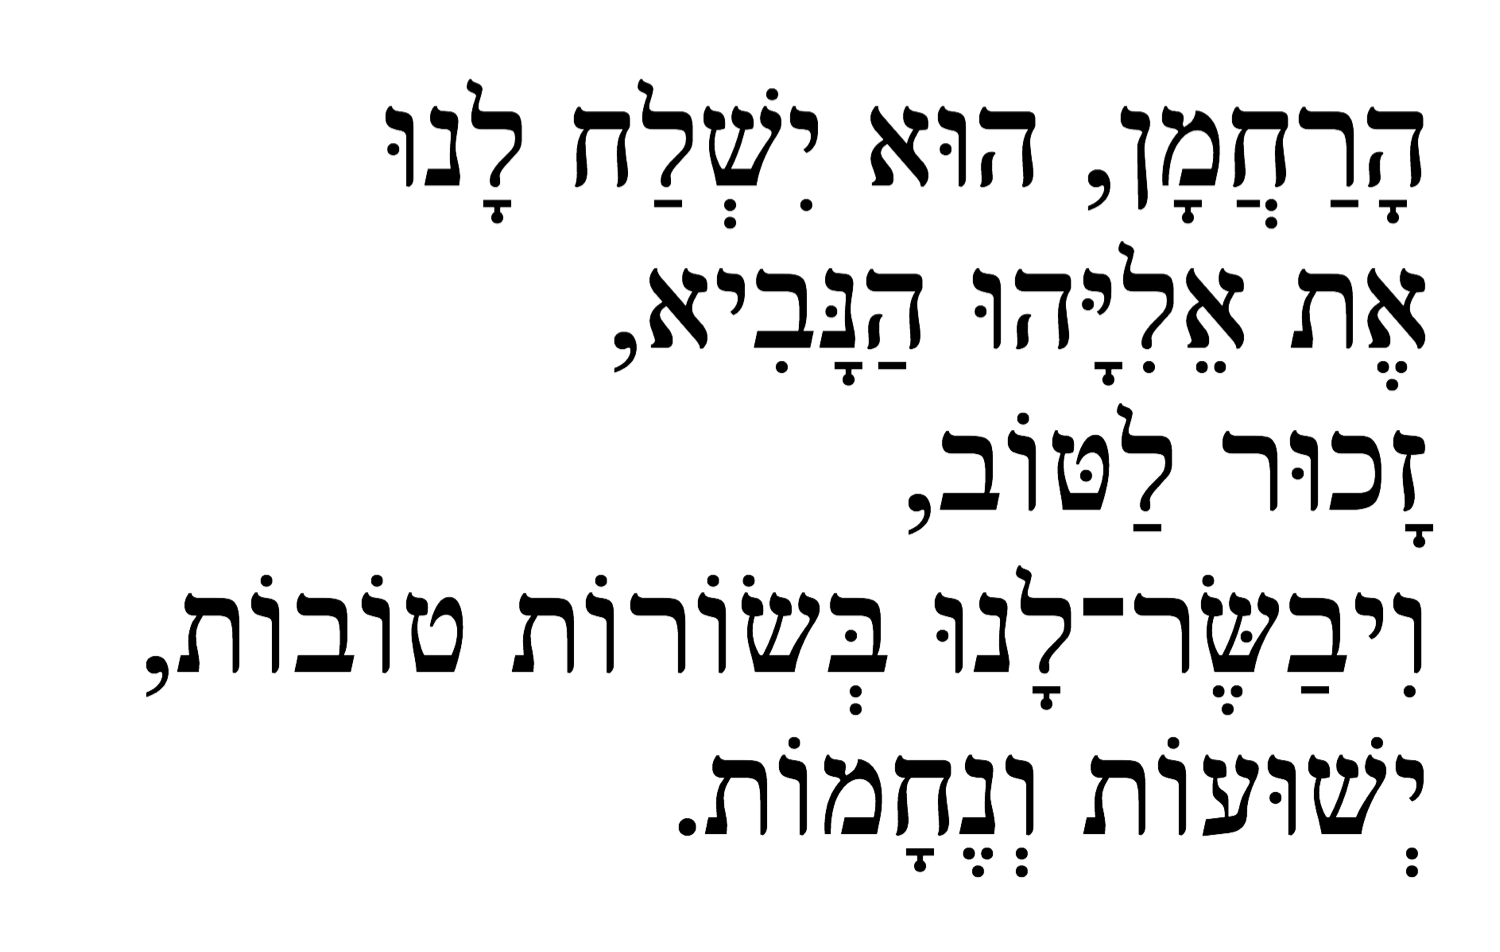 הָרַחֲמָן, הוּא יִשְׁלַח לָנוּ
אֶת אֵלִיָּהוּ הַנָּבִיא,
זָכוּר לַטּוֹב,
וִיבַשֶּׂר־לָנוּ בְּשׂוֹרוֹת טוֹבוֹת,
יְשׁוּעוֹת וְנֶחָמוֹת.